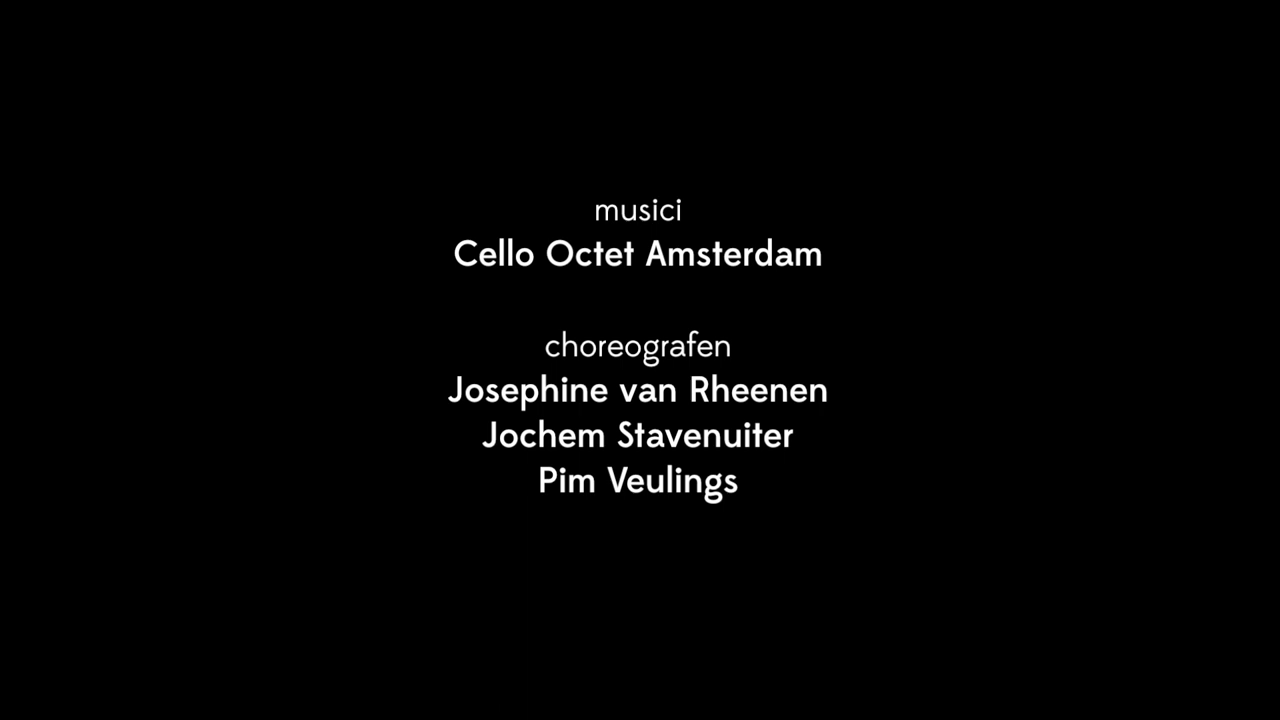 musici
Cello Octet Amsterdam
choreografen
Josephine van Rheenen
Jochem Stavenuiter
Pim Veulings